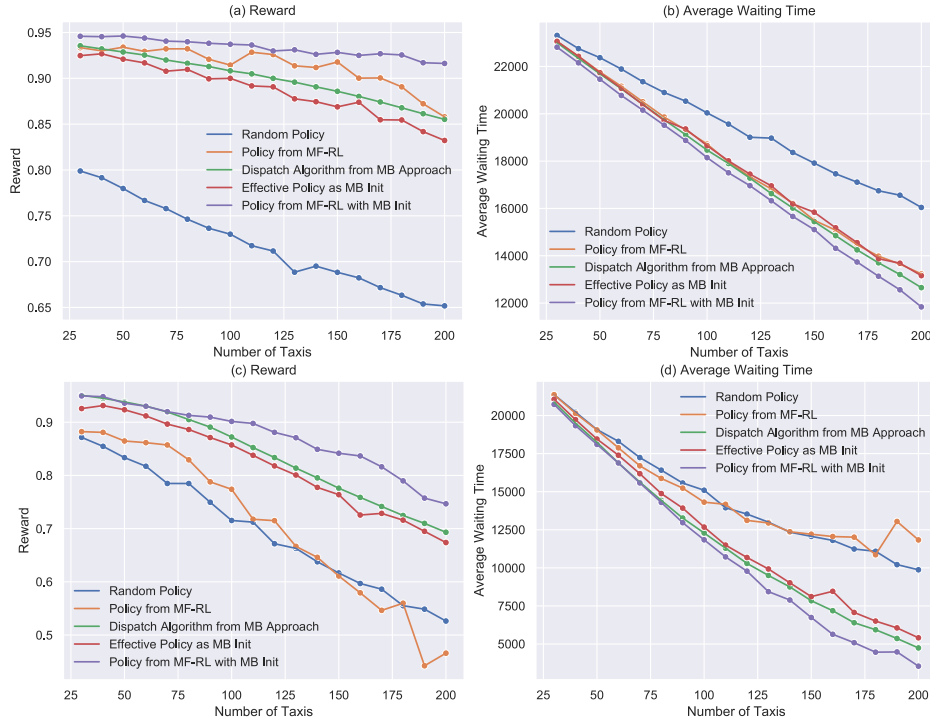 (a) Reward
0.95
0.90
0.85
0.80
0.75
0.70
0.65
Reward
Random Policy
Policy from MF-RL
Dispatch Algorithm from MB Approach
Effective Policy as MB Init
Policy from MF-RL with MB Init
25 50 75 100 125 150 175 200
Number of Taxis
(b) Average Waiting Time
22000
20000
18000
16000
14000
12000
Average Waiting Time
Random Policy
Policy from MF-RL
Dispatch Algorithm from MB Approach
Effective Policy as MB Init
Policy from MF-RL with MB Init
25 50 75 100 125 150 175 200
Number of Taxis
(c) Reward
0.9
0.8
0.7
0.6
0.5
Reward
Random Policy
Policy from MF-RL
Dispatch Algorithm from MB Approach
Effective Policy as MB Init
Policy from MF-RL with MB Init
25 50 75 100 125 150 175 200
Number of Taxis
(d) Average Waiting Time
20000
17500
15000
12500
10000
7500
5000
Average Waiting Time
Random Policy
Policy from MF-RL
Dispatch Algorithm from MB Approach
Effective Policy as MB Init
Policy from MF-RL with MB Init
25 50 75 100 125 150 175 200
Number of Taxis